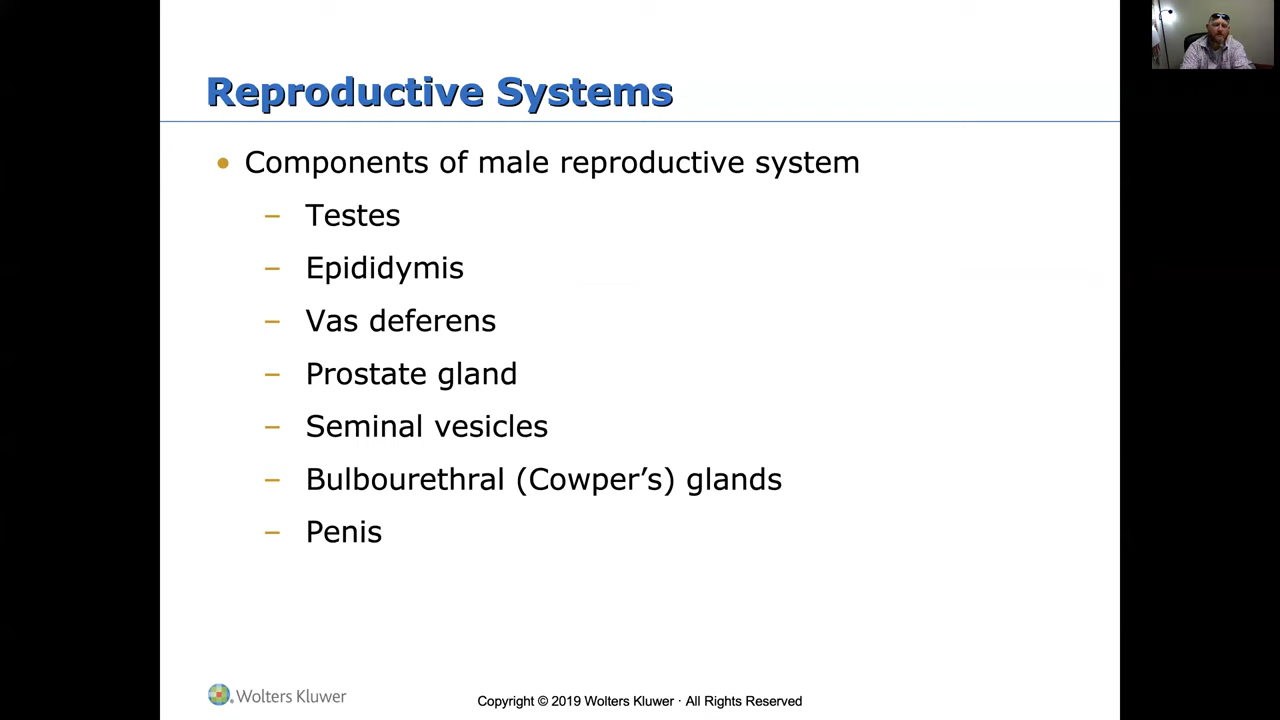 Reproductive Systems
• Components of male reproductive system
– Testes
– Epididymis
– Vas deferens
– Prostate gland
– Seminal vesicles
– Bulbourethral (Cowper’s) glands
– Penis
Wolters Kluwer
Copyright © 2019 Wolters Kluwer · All Rights Reserved